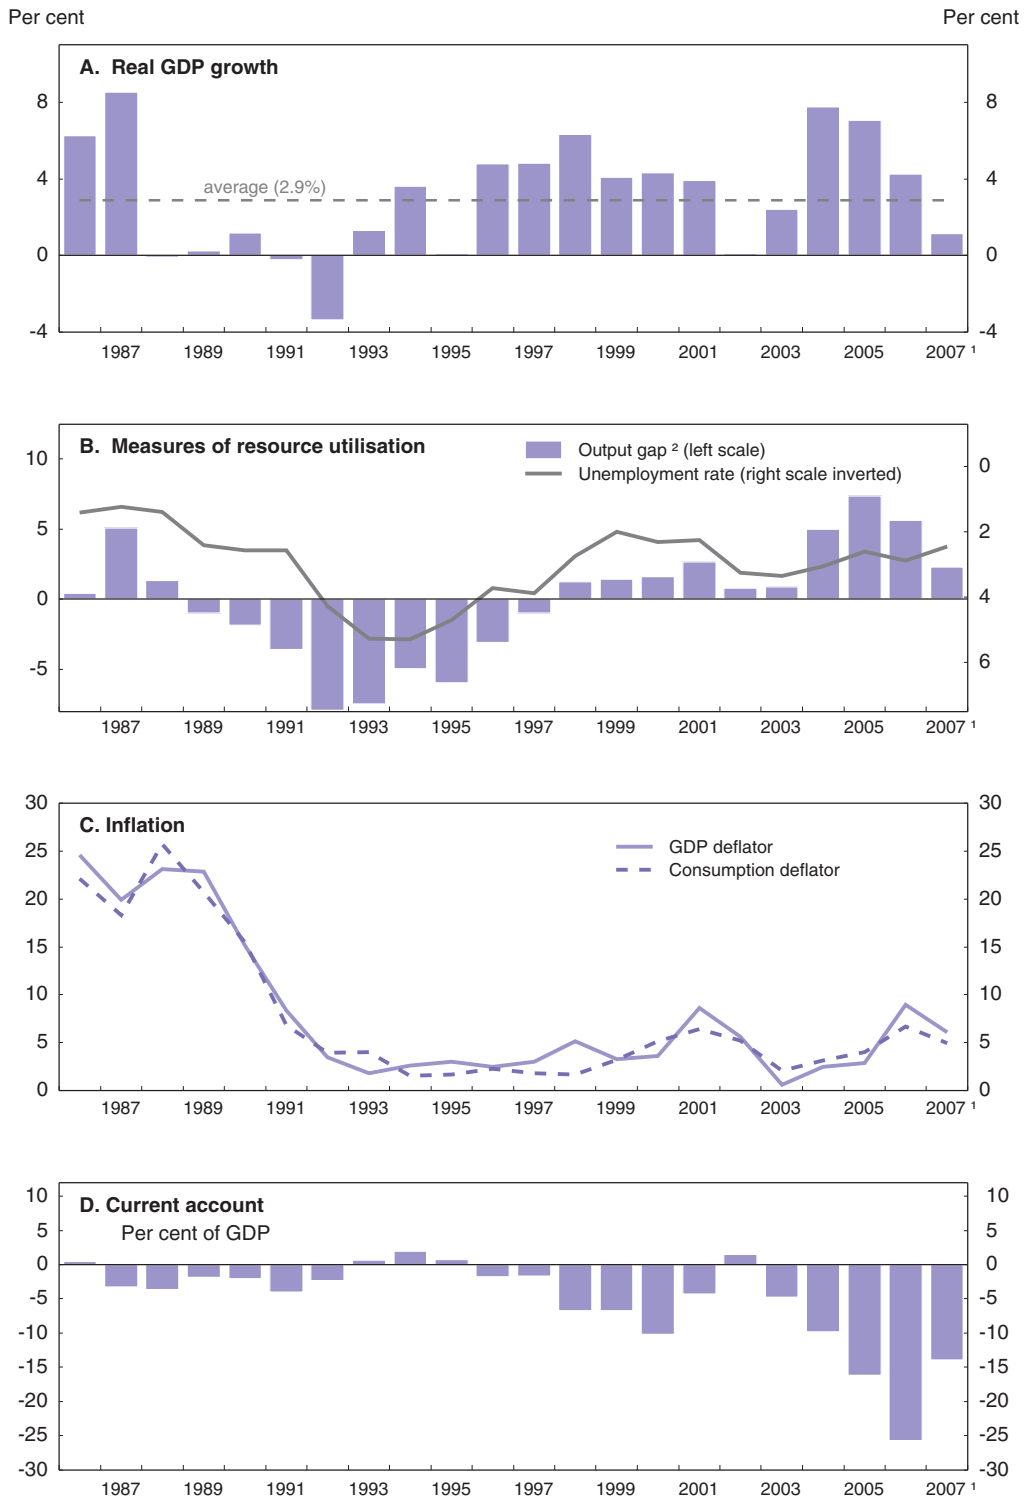 Per cent Per cent
A. Real GDP growth
8 8
average (2.9%)
4 4
0 0
-4 -4
1987 1989 1991 1993 1995 1997 1999 2001 2003 2005 2007 ¹
B. Measures of resource utilisation
Output gap ² (left scale)
Unemployment rate (right scale inverted)
10 0
5 2
0 4
-5 6
1987 1989 1991 1993 1995 1997 1999 2001 2003 2005 2007 ¹
30 30
C. Inflation
GDP deflator
Consumption deflator
25 25
20 20
15 15
10 10
5 5
0 0
1987 1989 1991 1993 1995 1997 1999 2001 2003 2005 2007 ¹
10 10
D. Current account
Per cent of GDP
5 5
0 0
-5 -5
-10 -10
-15 -15
-20 -20
-25 -25
-30 -30
1987 1989 1991 1993 1995 1997 1999 2001 2003 2005 2007 ¹